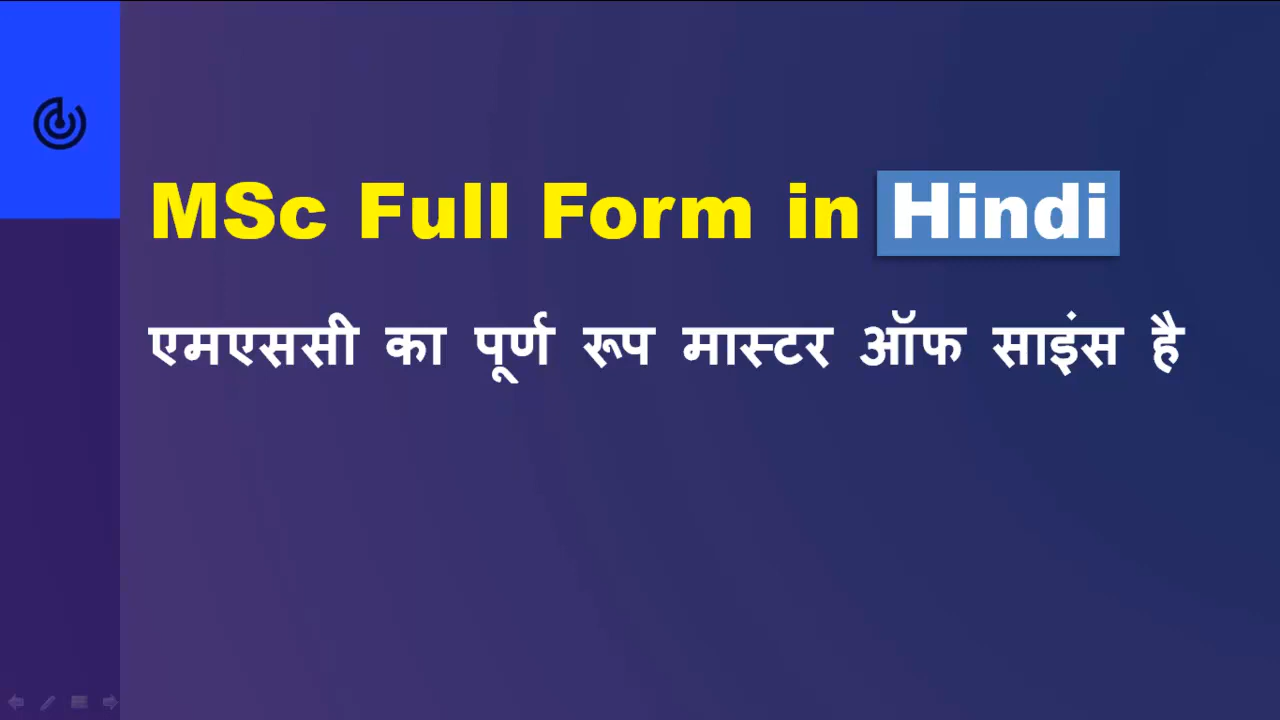 MSc Full Form in Hindi
एमएससी का पूर्ण रूप मास्टर ऑफ साइंस है